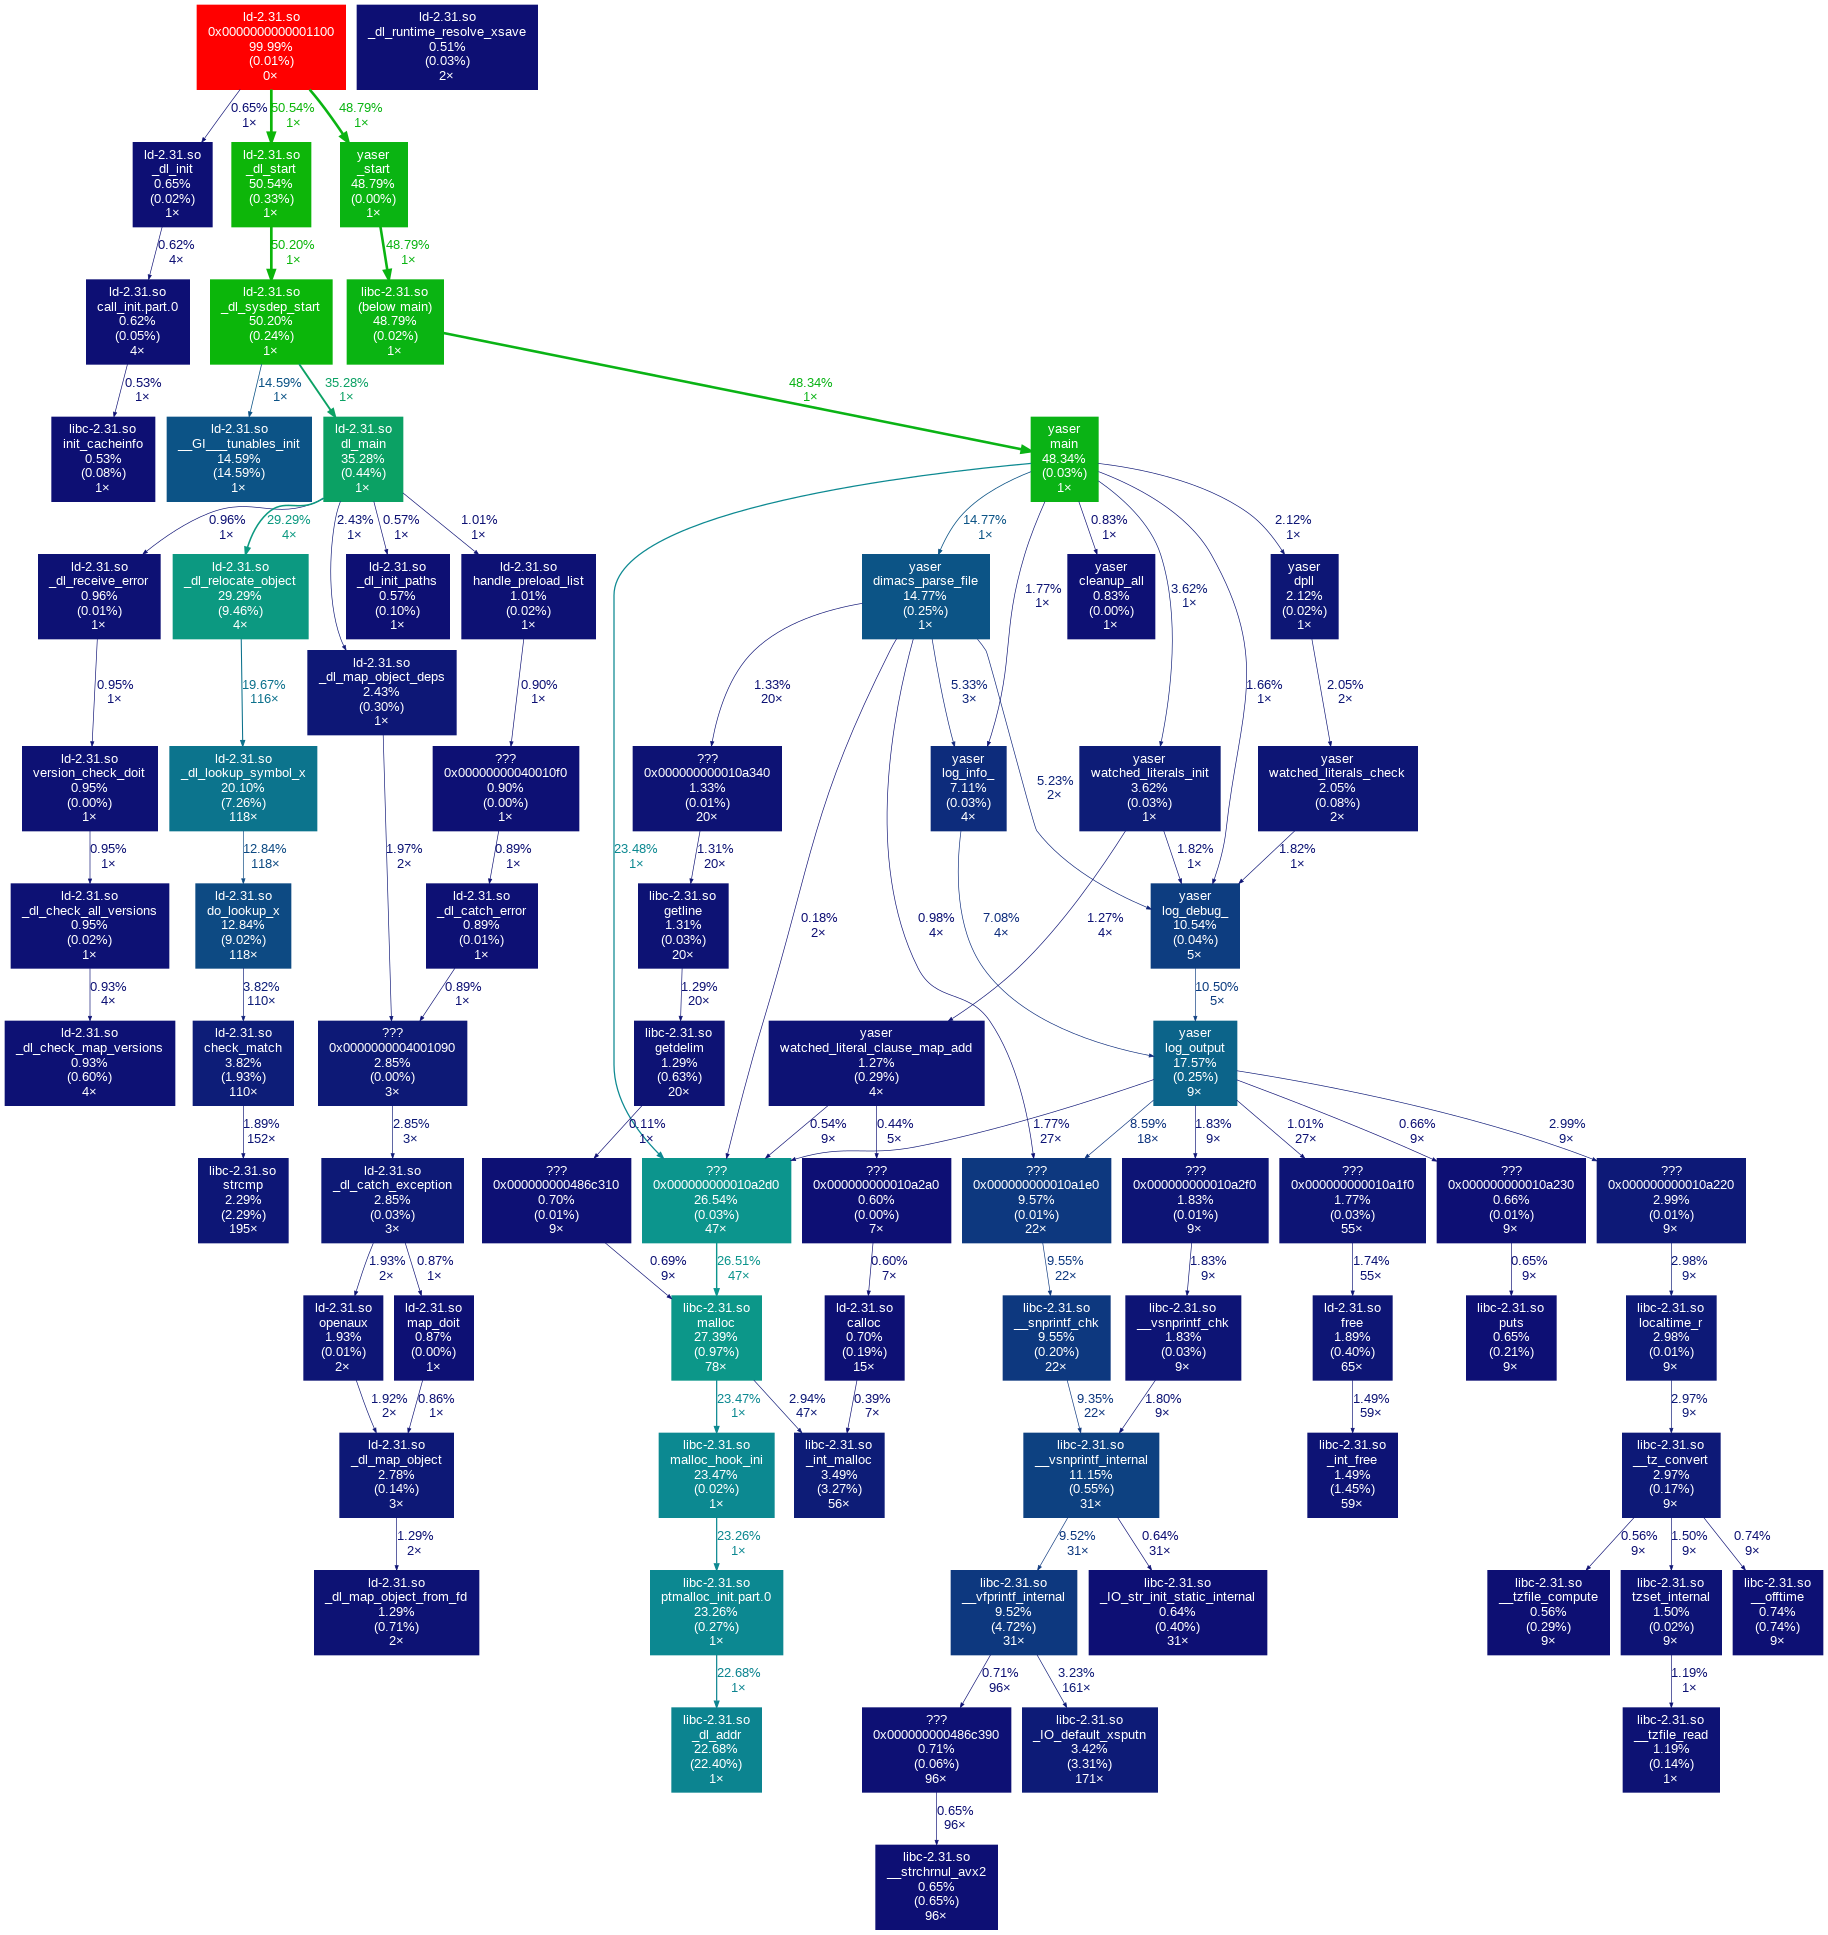 ld-2.31.so
0x0000000000001100
99.99%
(0.01%)
0×
ld-2.31.so
_dl_runtime_resolve_xsave
0.51%
(0.03%)
2×
0.65%
1×
50.54%
1×
48.79%
1×
ld-2.31.so
_dl_init
0.65%
(0.02%)
1×
ld-2.31.so
_dl_start
50.54%
(0.33%)
1×
yaser
_start
48.79%
(0.00%)
1×
0.62%
4×
50.20%
1×
48.79%
1×
ld-2.31.so
call_init.part.0
0.62%
(0.05%)
4×
ld-2.31.so
_dl_sysdep_start
50.20%
(0.24%)
1×
libc-2.31.so
(below main)
48.79%
(0.02%)
1×
0.53%
1×
14.59%
1×
35.28%
1×
48.34%
1×
libc-2.31.so
init_cacheinfo
0.53%
(0.08%)
1×
ld-2.31.so
__GI___tunables_init
14.59%
(14.59%)
1×
ld-2.31.so
dl_main
35.28%
(0.44%)
1×
yaser
main
48.34%
(0.03%)
1×
0.96%
1×
29.29%
4×
2.43%
1×
0.57%
1×
1.01%
1×
14.77%
1×
0.83%
1×
2.12%
1×
ld-2.31.so
_dl_receive_error
0.96%
(0.01%)
1×
ld-2.31.so
_dl_relocate_object
29.29%
(9.46%)
4×
ld-2.31.so
_dl_init_paths
0.57%
(0.10%)
1×
ld-2.31.so
handle_preload_list
1.01%
(0.02%)
1×
yaser
dimacs_parse_file
14.77%
(0.25%)
1×
1.77%
1×
yaser
cleanup_all
0.83%
(0.00%)
1×
3.62%
1×
yaser
dpll
2.12%
(0.02%)
1×
0.95%
1×
19.67%
116×
ld-2.31.so
_dl_map_object_deps
2.43%
(0.30%)
1×
0.90%
1×
1.33%
20×
5.33%
3×
1.66%
1×
2.05%
2×
ld-2.31.so
version_check_doit
0.95%
(0.00%)
1×
ld-2.31.so
_dl_lookup_symbol_x
20.10%
(7.26%)
118×
???
0x00000000040010f0
0.90%
(0.00%)
1×
???
0x000000000010a340
1.33%
(0.01%)
20×
yaser
log_info_
7.11%
(0.03%)
4×
5.23%
2×
yaser
watched_literals_init
3.62%
(0.03%)
1×
yaser
watched_literals_check
2.05%
(0.08%)
2×
0.95%
1×
12.84%
118×
1.97%
2×
0.89%
1×
23.48%
1×
1.31%
20×
1.82%
1×
1.82%
1×
ld-2.31.so
_dl_check_all_versions
0.95%
(0.02%)
1×
ld-2.31.so
do_lookup_x
12.84%
(9.02%)
118×
ld-2.31.so
_dl_catch_error
0.89%
(0.01%)
1×
libc-2.31.so
getline
1.31%
(0.03%)
20×
0.18%
2×
0.98%
4×
7.08%
4×
1.27%
4×
yaser
log_debug_
10.54%
(0.04%)
5×
0.93%
4×
3.82%
110×
0.89%
1×
1.29%
20×
10.50%
5×
ld-2.31.so
_dl_check_map_versions
0.93%
(0.60%)
4×
ld-2.31.so
check_match
3.82%
(1.93%)
110×
???
0x0000000004001090
2.85%
(0.00%)
3×
libc-2.31.so
getdelim
1.29%
(0.63%)
20×
yaser
watched_literal_clause_map_add
1.27%
(0.29%)
4×
yaser
log_output
17.57%
(0.25%)
9×
1.89%
152×
2.85%
3×
0.11%
1×
0.54%
9×
0.44%
5×
1.77%
27×
8.59%
18×
1.83%
9×
1.01%
27×
0.66%
9×
2.99%
9×
libc-2.31.so
strcmp
2.29%
(2.29%)
195×
ld-2.31.so
_dl_catch_exception
2.85%
(0.03%)
3×
???
0x000000000486c310
0.70%
(0.01%)
9×
???
0x000000000010a2d0
26.54%
(0.03%)
47×
???
0x000000000010a2a0
0.60%
(0.00%)
7×
???
0x000000000010a1e0
9.57%
(0.01%)
22×
???
0x000000000010a2f0
1.83%
(0.01%)
9×
???
0x000000000010a1f0
1.77%
(0.03%)
55×
???
0x000000000010a230
0.66%
(0.01%)
9×
???
0x000000000010a220
2.99%
(0.01%)
9×
1.93%
2×
0.87%
1×
0.69%
9×
26.51%
47×
0.60%
7×
9.55%
22×
1.83%
9×
1.74%
55×
0.65%
9×
2.98%
9×
ld-2.31.so
openaux
1.93%
(0.01%)
2×
ld-2.31.so
map_doit
0.87%
(0.00%)
1×
libc-2.31.so
malloc
27.39%
(0.97%)
78×
ld-2.31.so
calloc
0.70%
(0.19%)
15×
libc-2.31.so
__snprintf_chk
9.55%
(0.20%)
22×
libc-2.31.so
__vsnprintf_chk
1.83%
(0.03%)
9×
ld-2.31.so
free
1.89%
(0.40%)
65×
libc-2.31.so
puts
0.65%
(0.21%)
9×
libc-2.31.so
localtime_r
2.98%
(0.01%)
9×
1.92%
2×
0.86%
1×
23.47%
1×
2.94%
47×
0.39%
7×
9.35%
22×
1.80%
9×
1.49%
59×
2.97%
9×
ld-2.31.so
_dl_map_object
2.78%
(0.14%)
3×
libc-2.31.so
malloc_hook_ini
23.47%
(0.02%)
1×
libc-2.31.so
_int_malloc
3.49%
(3.27%)
56×
libc-2.31.so
__vsnprintf_internal
11.15%
(0.55%)
31×
libc-2.31.so
_int_free
1.49%
(1.45%)
59×
libc-2.31.so
__tz_convert
2.97%
(0.17%)
9×
1.29%
2×
23.26%
1×
9.52%
31×
0.64%
31×
0.56%
9×
1.50%
9×
0.74%
9×
ld-2.31.so
_dl_map_object_from_fd
1.29%
(0.71%)
2×
libc-2.31.so
ptmalloc_init.part.0
23.26%
(0.27%)
1×
libc-2.31.so
__vfprintf_internal
9.52%
(4.72%)
31×
libc-2.31.so
_IO_str_init_static_internal
0.64%
(0.40%)
31×
libc-2.31.so
__tzfile_compute
0.56%
(0.29%)
9×
libc-2.31.so
tzset_internal
1.50%
(0.02%)
9×
libc-2.31.so
__offtime
0.74%
(0.74%)
9×
22.68%
1×
0.71%
96×
3.23%
161×
1.19%
1×
libc-2.31.so
_dl_addr
22.68%
(22.40%)
1×
???
0x000000000486c390
0.71%
(0.06%)
96×
libc-2.31.so
_IO_default_xsputn
3.42%
(3.31%)
171×
libc-2.31.so
__tzfile_read
1.19%
(0.14%)
1×
0.65%
96×
libc-2.31.so
__strchrnul_avx2
0.65%
(0.65%)
96×